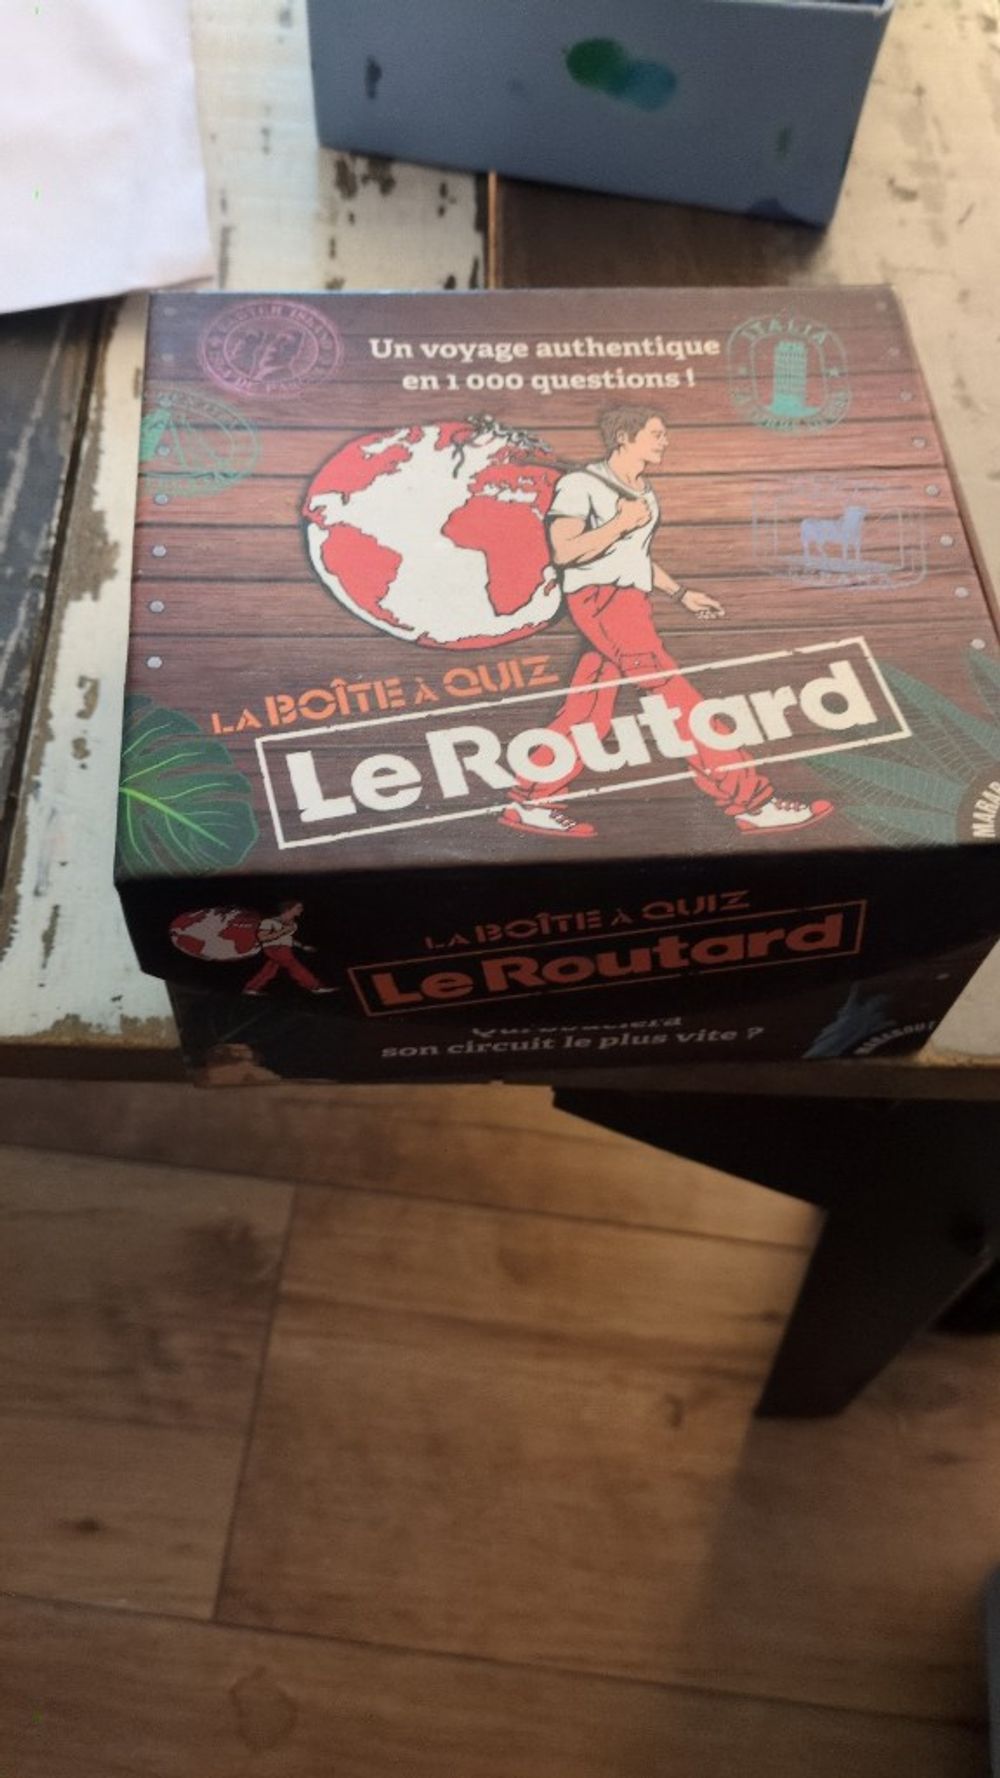 Un voyage authentique
en 1 000 questions !
ITALIA
LA BOÎTE À QUIZ
Le Routard
LA BOÎTE À QUIZ
Le Routard
son circuit le plus vite ?
MARABOUT